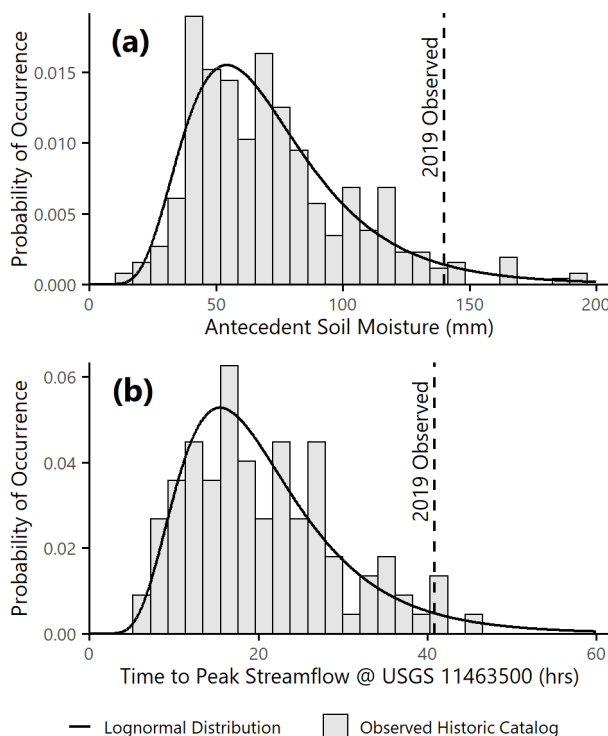 (a)
Probability of Occurrence
0.015
0.010
0.005
0.000
2019 Observed
0
50
100
150
200
Antecedent Soil Moisture (mm)
(b)
Probability of Occurrence
0.06
0.04
0.02
0.00
2019 Observed
0
20
40
60
Time to Peak Streamflow @ USGS 11463500 (hrs)
Lognormal Distribution
Observed Historic Catalog